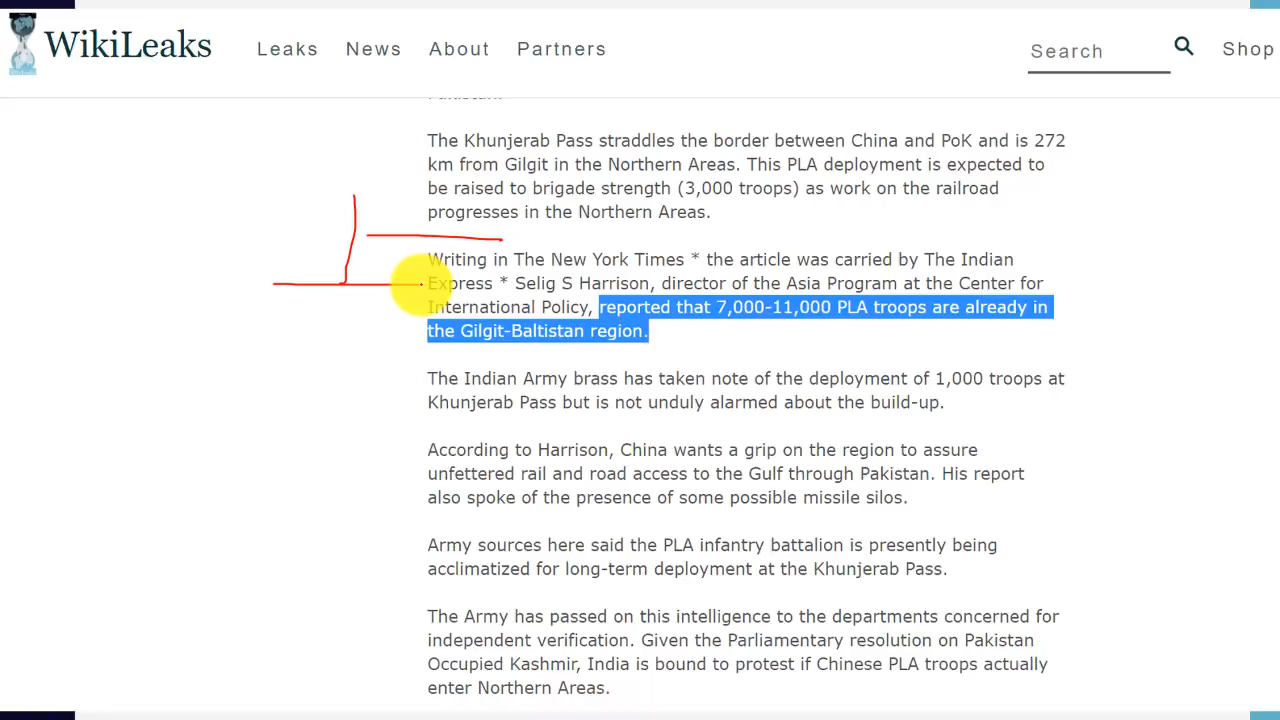 WikiLeaks
Leaks News About Partners
Search
Shop
The Khunjerab Pass straddles the border between China and PoK and is 272
km from Gilgit in the Northern Areas. This PLA deployment is expected to
be raised to brigade strength (3,000 troops) as work on the railroad
progresses in the Northern Areas.
Writing in The New York Times * the article was carried by The Indian
Express * Selig S Harrison, director of the Asia Program at the Center for
International Policy, reported that 7,000-11,000 PLA troops are already in
the Gilgit-Baltistan region.
The Indian Army brass has taken note of the deployment of 1,000 troops at
Khunjerab Pass but is not unduly alarmed about the build-up.
According to Harrison, China wants a grip on the region to assure
unfettered rail and road access to the Gulf through Pakistan. His report
also spoke of the presence of some possible missile silos.
Army sources here said the PLA infantry battalion is presently being
acclimatized for long-term deployment at the Khunjerab Pass.
The Army has passed on this intelligence to the departments concerned for
independent verification. Given the Parliamentary resolution on Pakistan
Occupied Kashmir, India is bound to protest if Chinese PLA troops actually
enter Northern Areas.